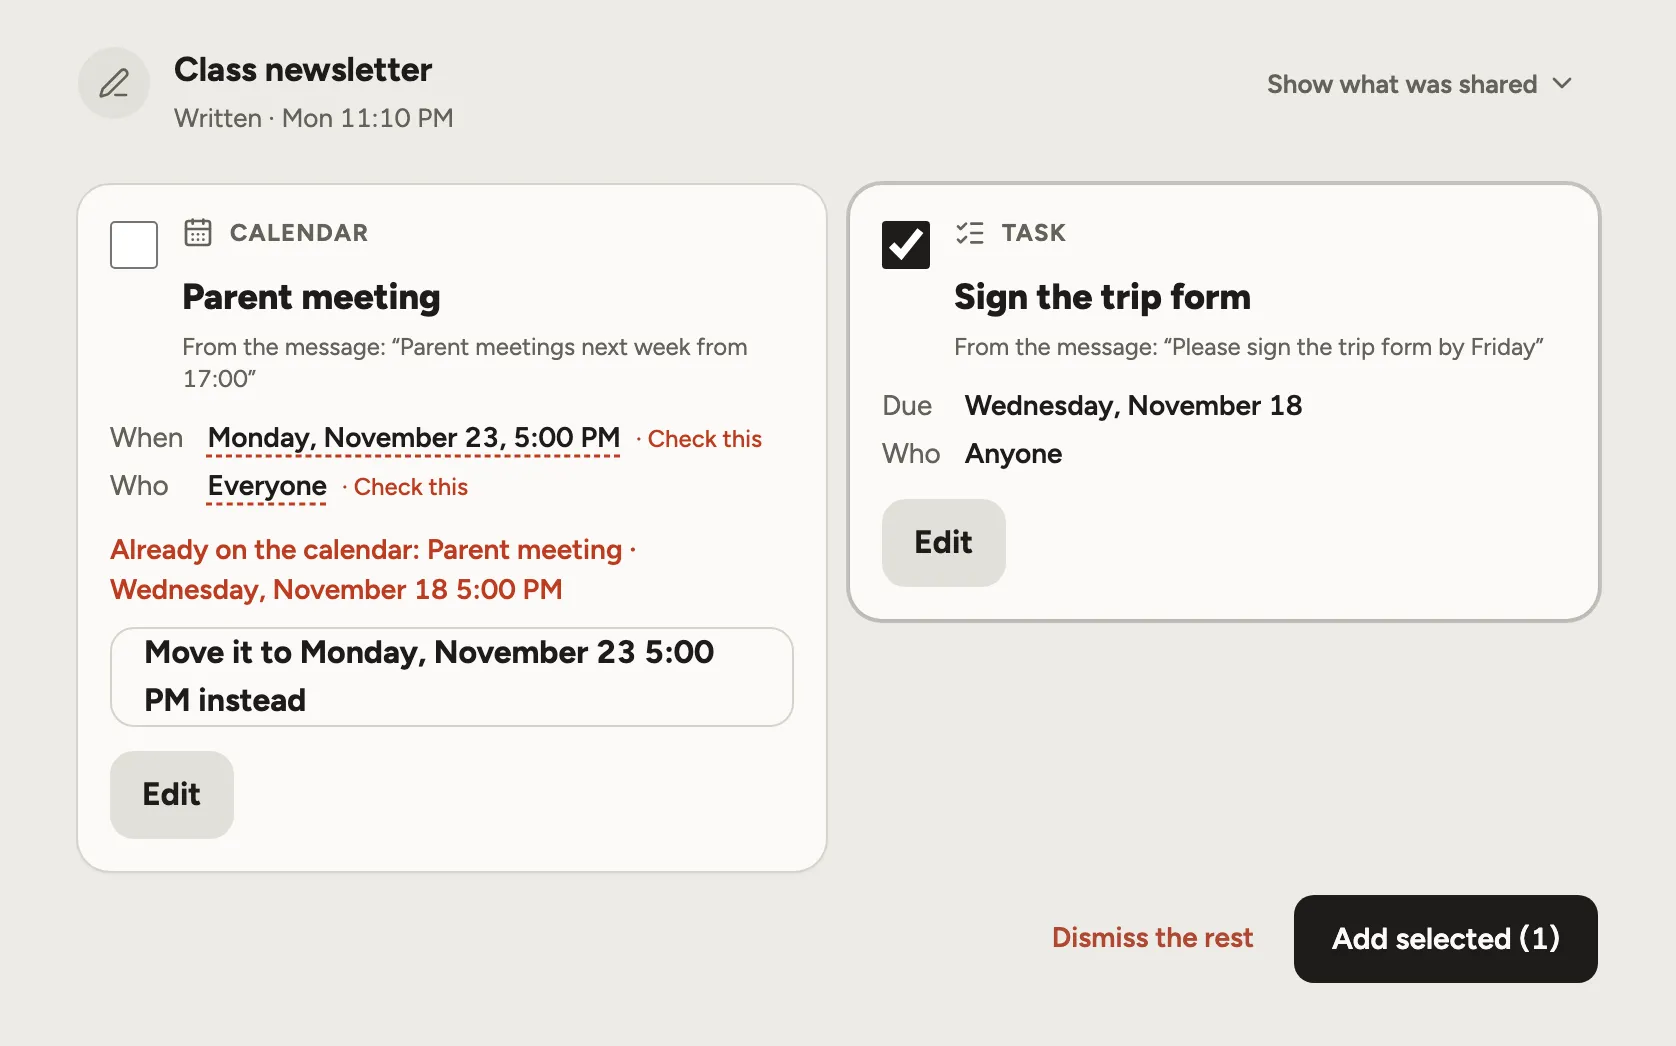 Class newsletter
Written · Mon 11:10 PM
Show what was shared
CALENDAR
Parent meeting
From the message: “Parent meetings next week from
17:00”
When Monday, November 23, 5:00 PM · Check this
Who Everyone · Check this
Already on the calendar: Parent meeting ·
Wednesday, November 18 5:00 PM
Move it to Monday, November 23 5:00
PM instead
Edit
TASK
Sign the trip form
From the message: “Please sign the trip form by Friday”
Due Wednesday, November 18
Who Anyone
Edit
Dismiss the rest
Add selected (1)